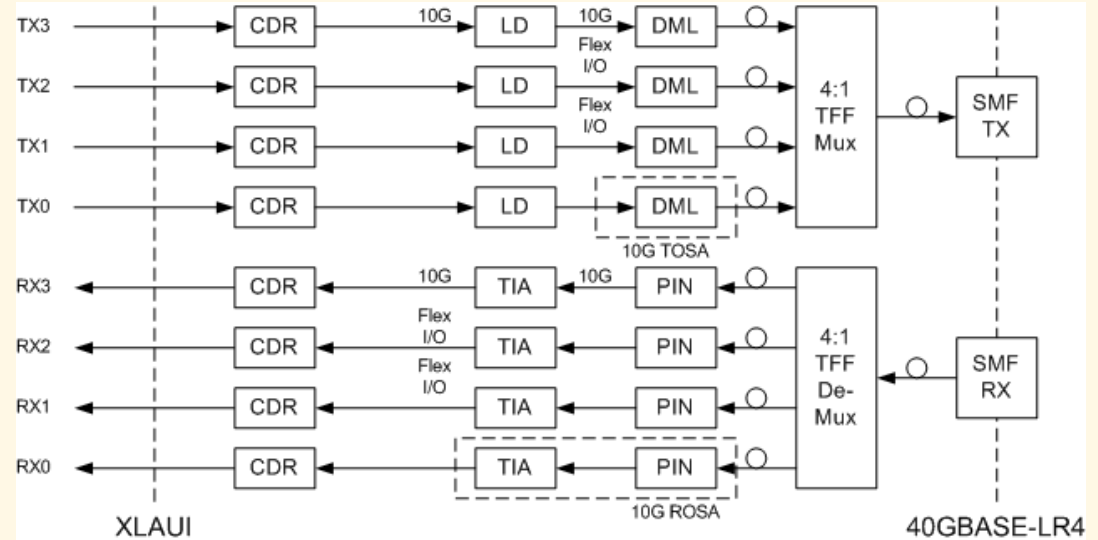 TX3 CDR 10G LD 10G DML
Flex
I/O
TX2 CDR LD DML
Flex
I/O
TX1 CDR LD DML
TX0 CDR LD DML
10G TOSA
4:1
TFF
Mux
SMF
TX
RX3 CDR 10G TIA 10G PIN
Flex
I/O
RX2 CDR TIA PIN
Flex
I/O
RX1 CDR TIA PIN
RX0 CDR TIA PIN
10G ROSA
4:1
TFF
De-
Mux
SMF
RX
XLAUI
40GBASE-LR4